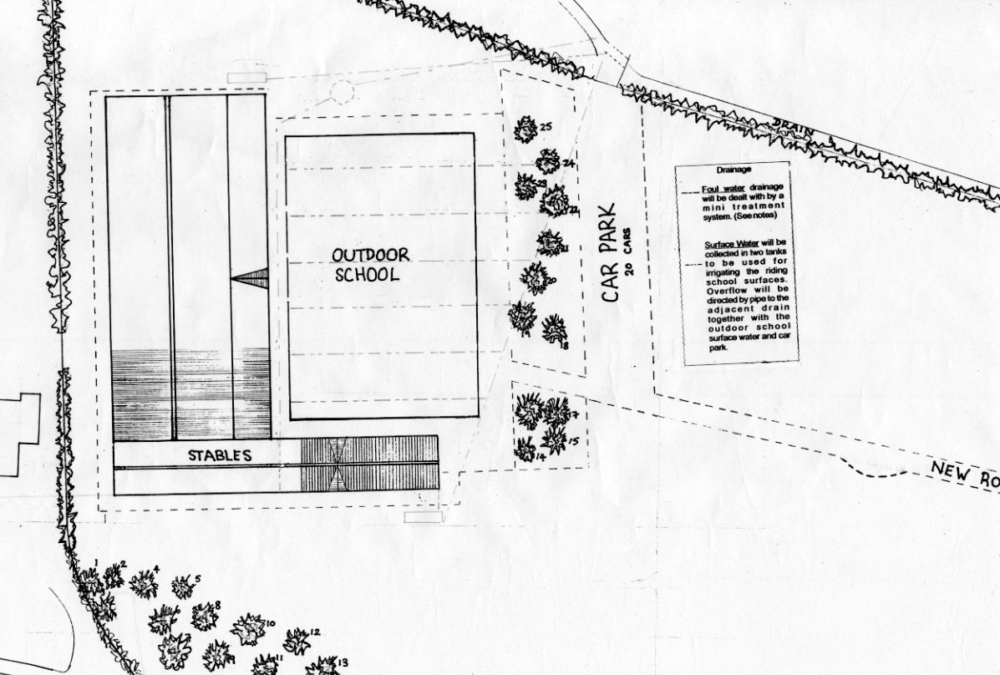 DRAIN
25
24
23
22
21
20
19
18
CAR PARK
20 CARS
Drainage
Foul water drainage
will be dealt with by a
mini treatment
system. (See notes)
Surface Water will be
collected in two tanks
to be used for
irrigating the riding
school surfaces.
Overflow will be
directed by pipe to the
adjacent drain
together with the
outdoor school
surface water and car
park.
OUTDOOR
SCHOOL
STABLES
16
17
15
14
NEW RO
1
2
4
5
6
8
10
7
9
12
11
13